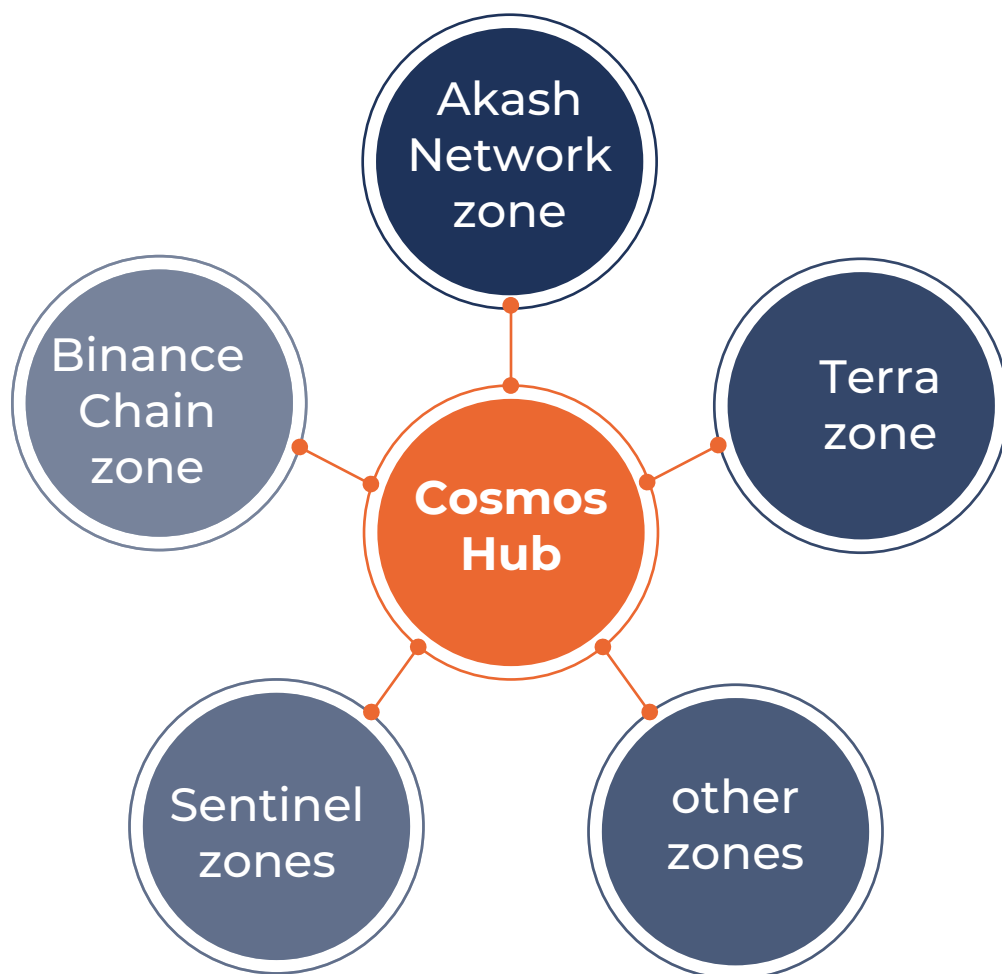 Akash
Network
zone
Binance
Chain
zone
Terra
zone
Cosmos
Hub
Sentinel
zones
other
zones